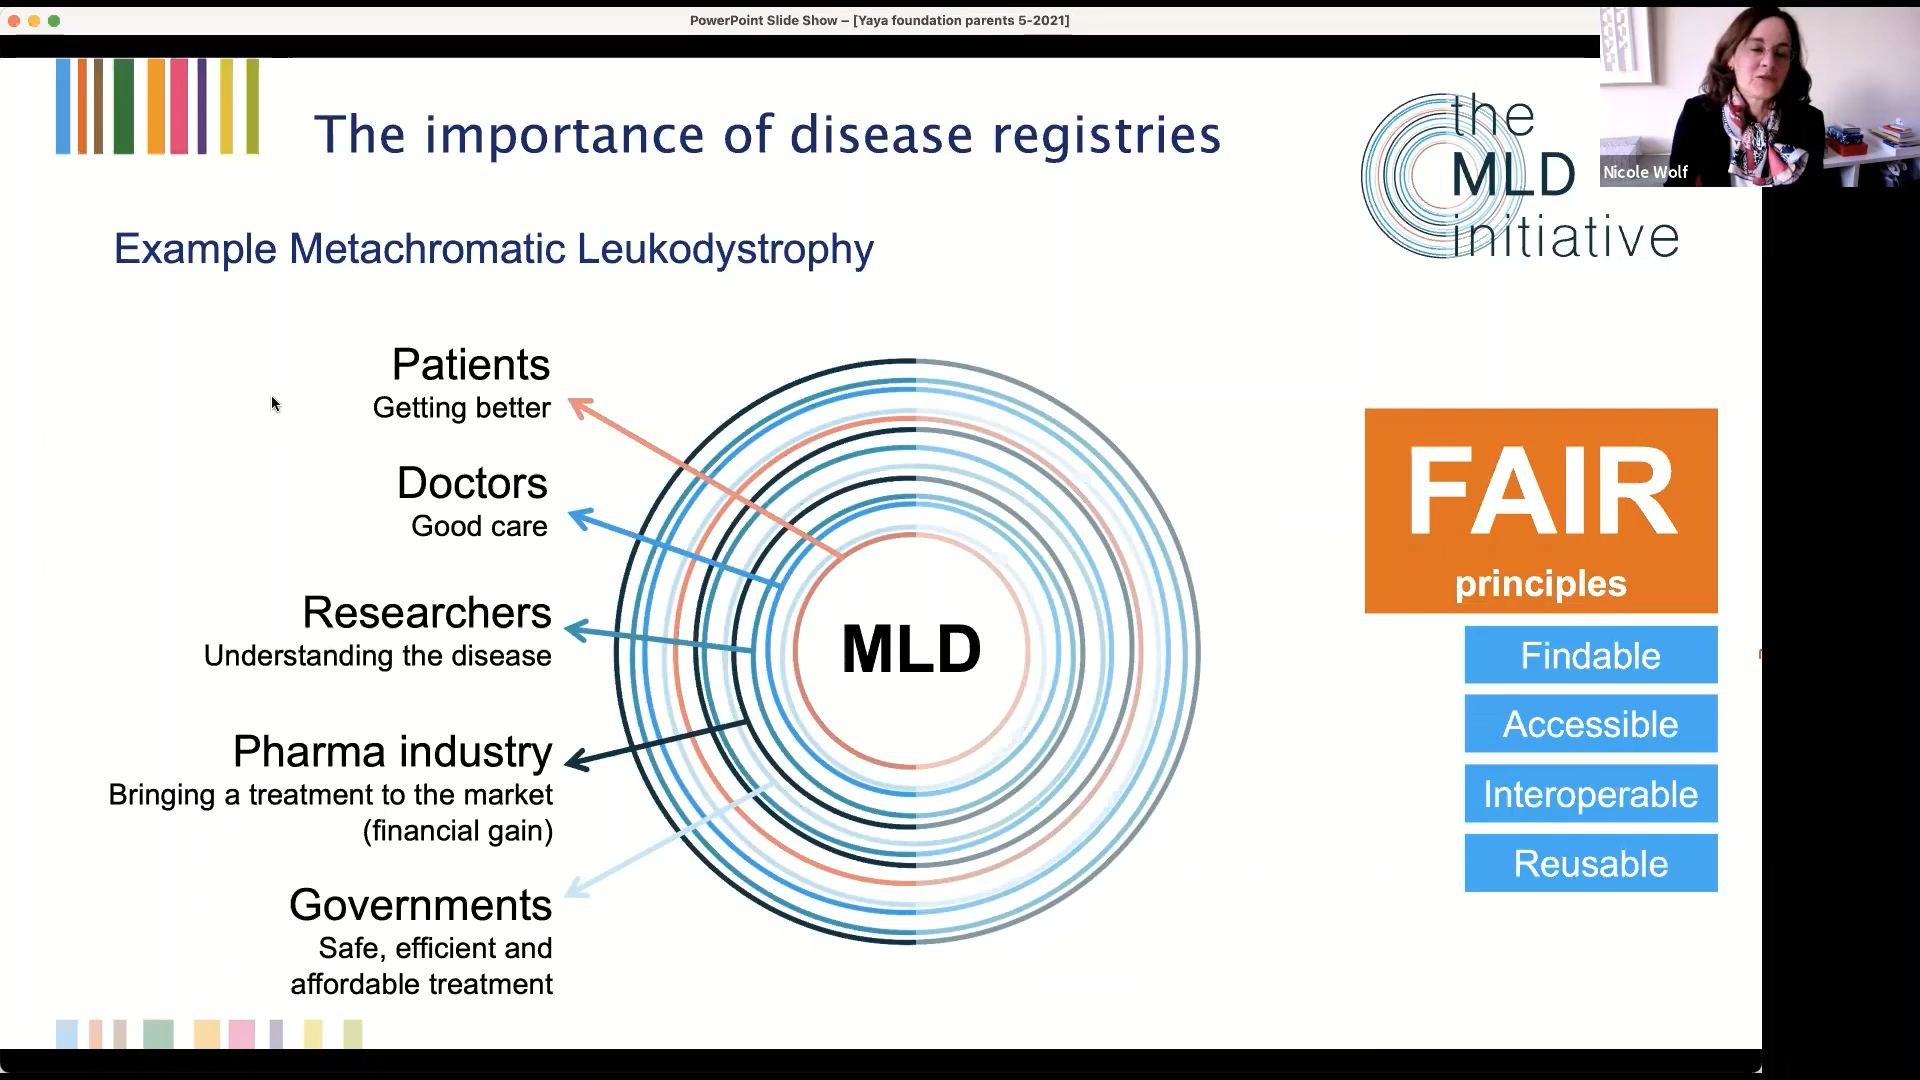 PowerPoint Slide Show – [Yaya foundation parents 5-2021]
The importance of disease registries
the
MLD
initiative
Nicole Wolf
Example Metachromatic Leukodystrophy
Patients
Getting better
Doctors
Good care
Researchers
Understanding the disease
Pharma industry
Bringing a treatment to the market
(financial gain)
Governments
Safe, efficient and
affordable treatment
MLD
FAIR
principles
Findable
Accessible
Interoperable
Reusable